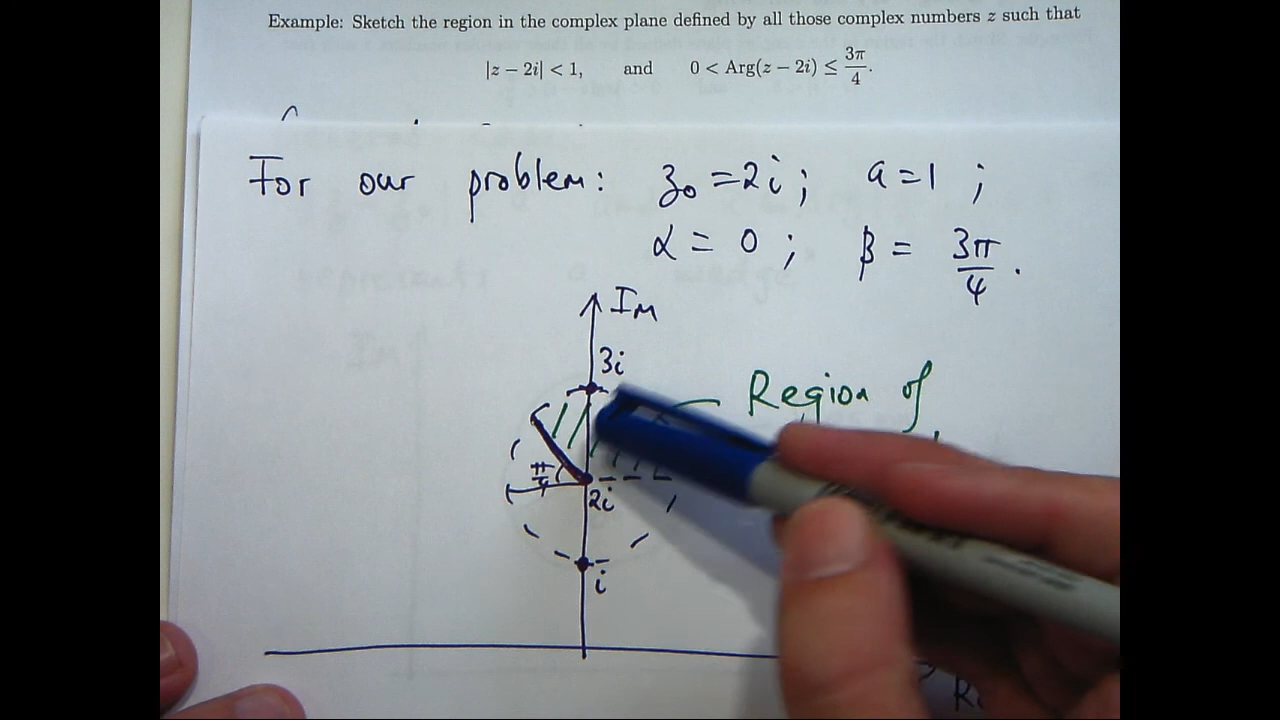 Example: Sketch the region in the complex plane defined by all those complex numbers z such that
|z − 2i| < 1, and 0 < Arg(z − 2i) ≤ 3π/4.
For our problem: z₀ = 2i ; a = 1 ;
α = 0 ; β = 3π/4 .
Im
3i
Region of
π/4
2i
i